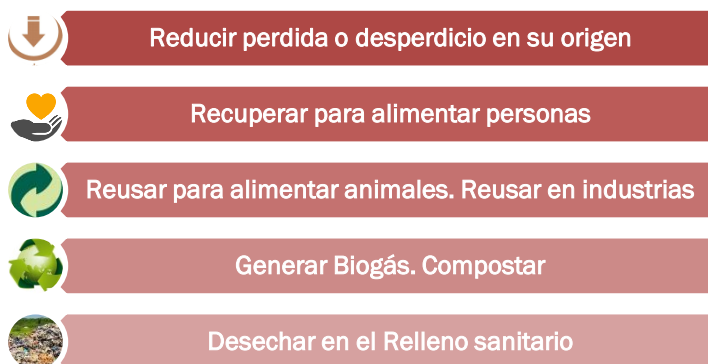 Reducir perdida o desperdicio en su origen
Recuperar para alimentar personas
Reusar para alimentar animales. Reusar en industrias
Generar Biogás. Compostar
Desechar en el Relleno sanitario